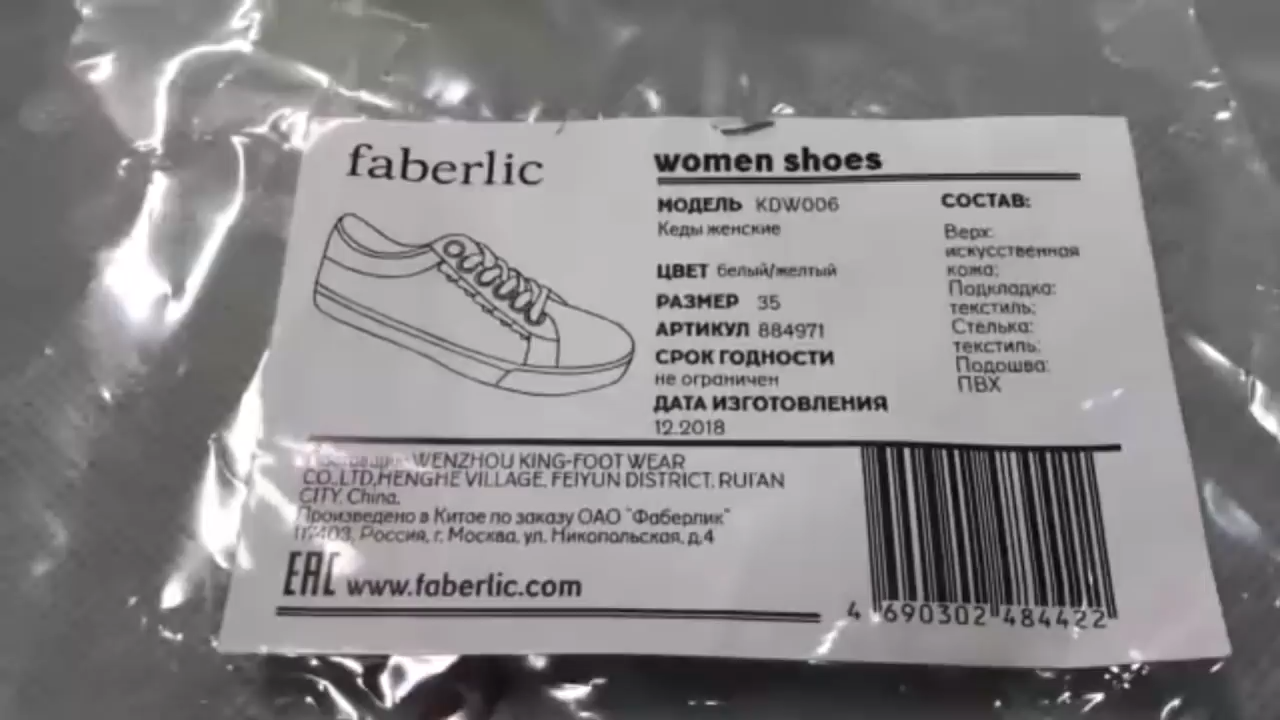 faberlic
women shoes
МОДЕЛЬ KDW006
Кеды женские
ЦВЕТ белый/желтый
РАЗМЕР 35
АРТИКУЛ 884971
СРОК ГОДНОСТИ
не ограничен
ДАТА ИЗГОТОВЛЕНИЯ
12.2018
СОСТАВ:
Верх:
искусственная
кожа;
Подкладка:
текстиль;
Стелька:
текстиль;
Подошва:
ПВХ
WENZHOU KING-FOOT WEAR
CO.,LTD,HENGHE VILLAGE, FEIYUN DISTRICT, RUI'AN
CITY, China.
Произведено в Китае по заказу ОАО "Фаберлик"
Россия, г. Москва, ул. Никопольская, д.4
EAC www.faberlic.com
4 690302 484422